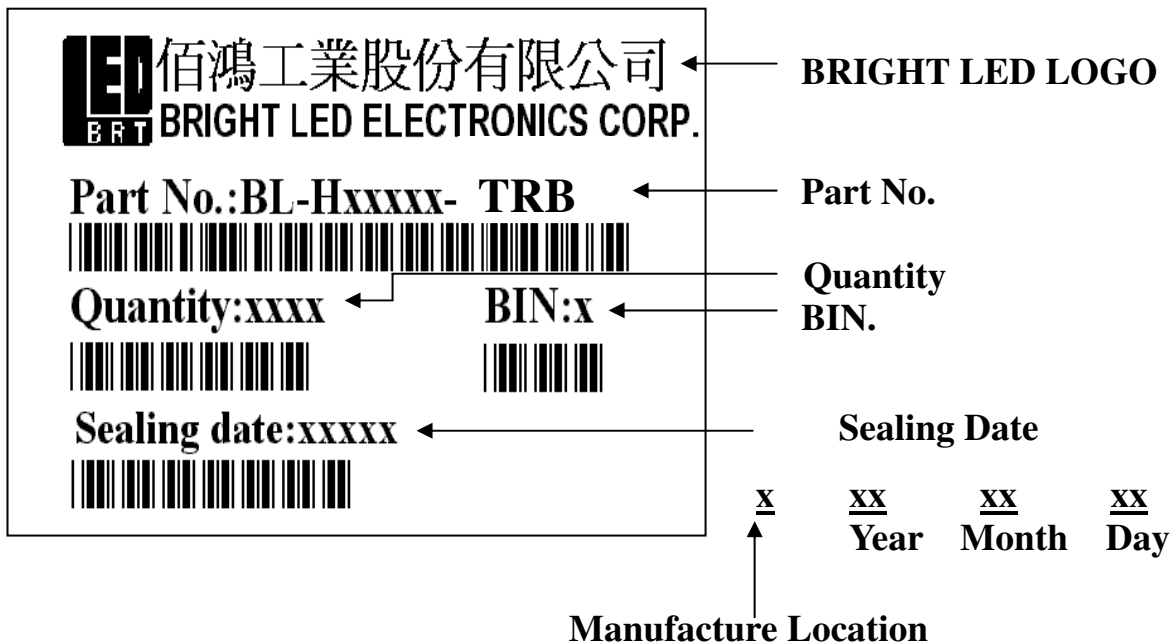 LED 佰鴻工業股份有限公司 BRIGHT LED LOGO
BRT BRIGHT LED ELECTRONICS CORP.
Part No.:BL-Hxxxxx- TRB Part No.
Quantity
Quantity:xxxx BIN:x BIN.
Sealing date:xxxxx Sealing Date
x xx xx xx
Year Month Day
Manufacture Location